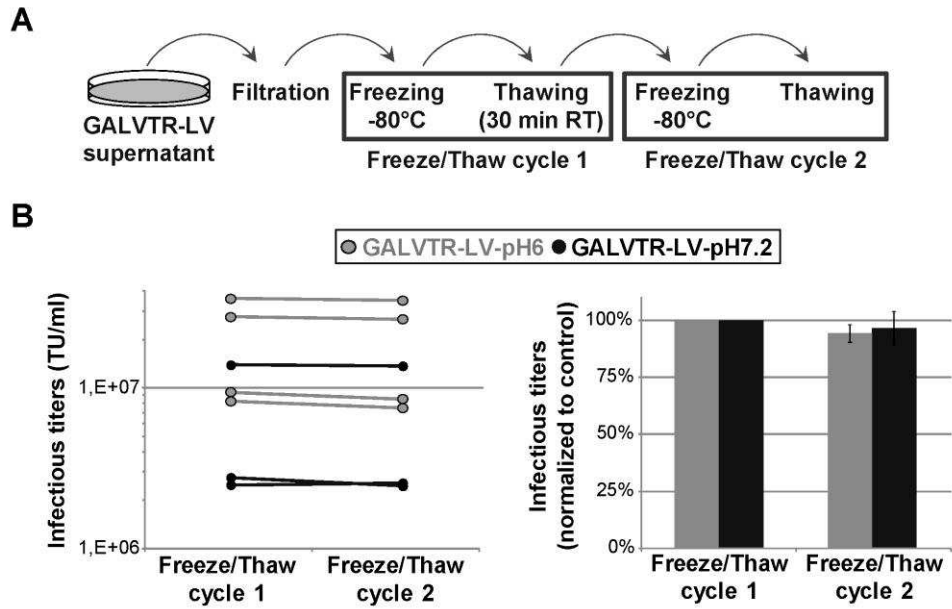 A
GALVTR-LV
supernatant
Filtration
Freezing
-80°C
Thawing
(30 min RT)
Freeze/Thaw cycle 1
Freezing
-80°C
Thawing
Freeze/Thaw cycle 2
B
GALVTR-LV-pH6 GALVTR-LV-pH7.2
Infectious titers (TU/ml)
1,E+07
1,E+06
Freeze/Thaw
cycle 1
Freeze/Thaw
cycle 2
Infectious titers
(normalized to control)
100%
75%
50%
25%
0%
Freeze/Thaw
cycle 1
Freeze/Thaw
cycle 2